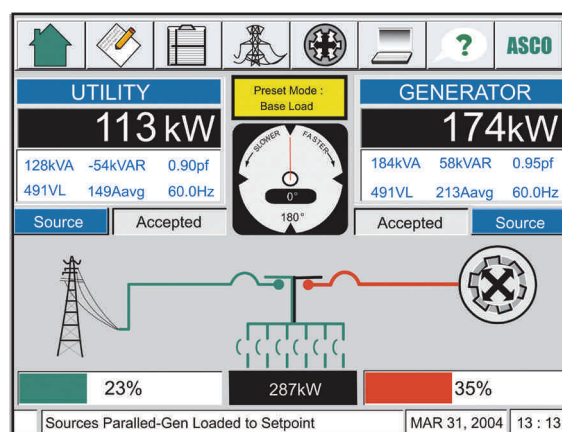 ?
ASCO
UTILITY
113 kW
128kVA -54kVAR 0.90pf
491VL 149Aavg 60.0Hz
Source Accepted
Preset Mode :
Base Load
SLOWER FASTER
0°
180°
GENERATOR
174kW
184kVA 58kVAR 0.95pf
491VL 213Aavg 60.0Hz
Accepted Source
23%
287kW
35%
Sources Paralled-Gen Loaded to Setpoint
MAR 31, 2004
13 : 13